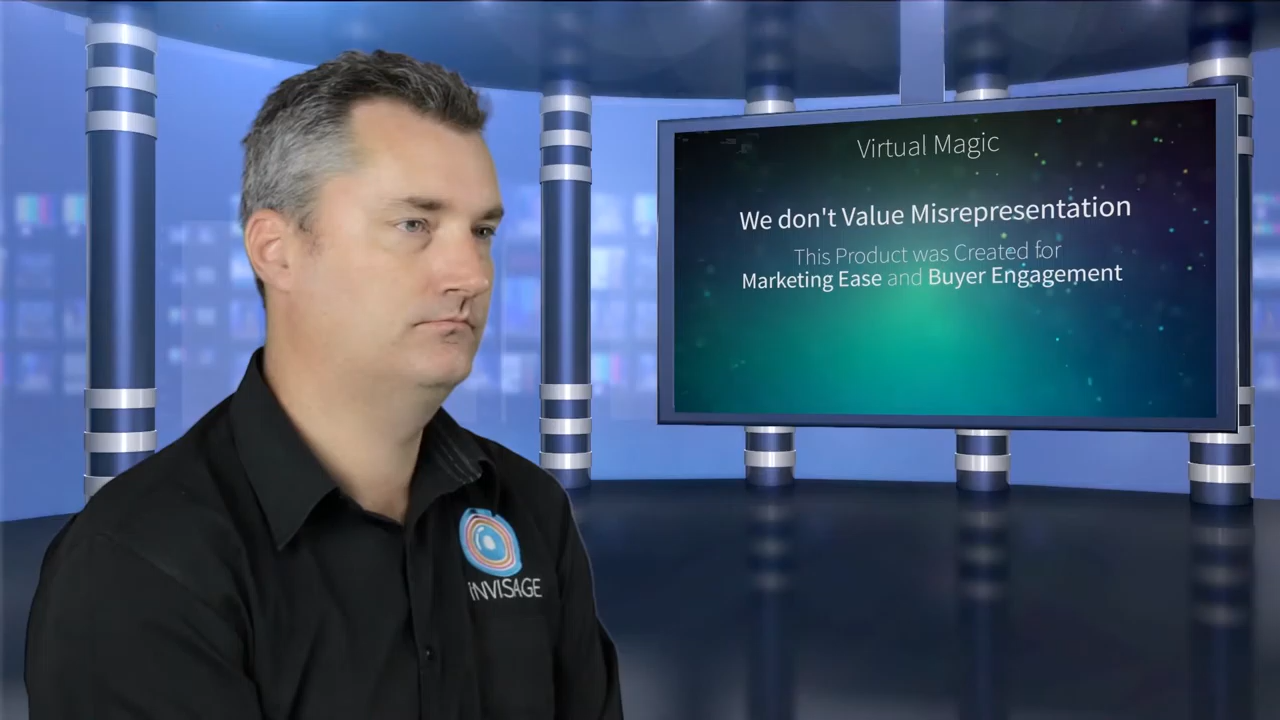 Virtual Magic
We don't Value Misrepresentation
This Product was Created for
Marketing Ease and Buyer Engagement
iNVISAGE